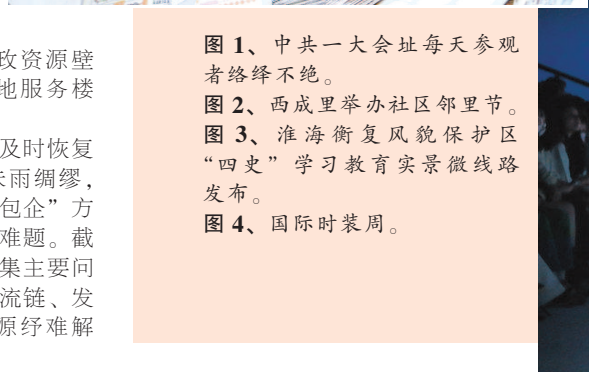 政资源壁
地服务楼
及时恢复
未雨绸缪,
包企”方
难题。截
集主要问
流链、发
源纾难解
图 1、中共一大会址每天参观
者络绎不绝。
图 2、西成里举办社区邻里节。
图 3、淮海衡复风貌保护区
“四史”学习教育实景微线路
发布。
图 4、国际时装周。